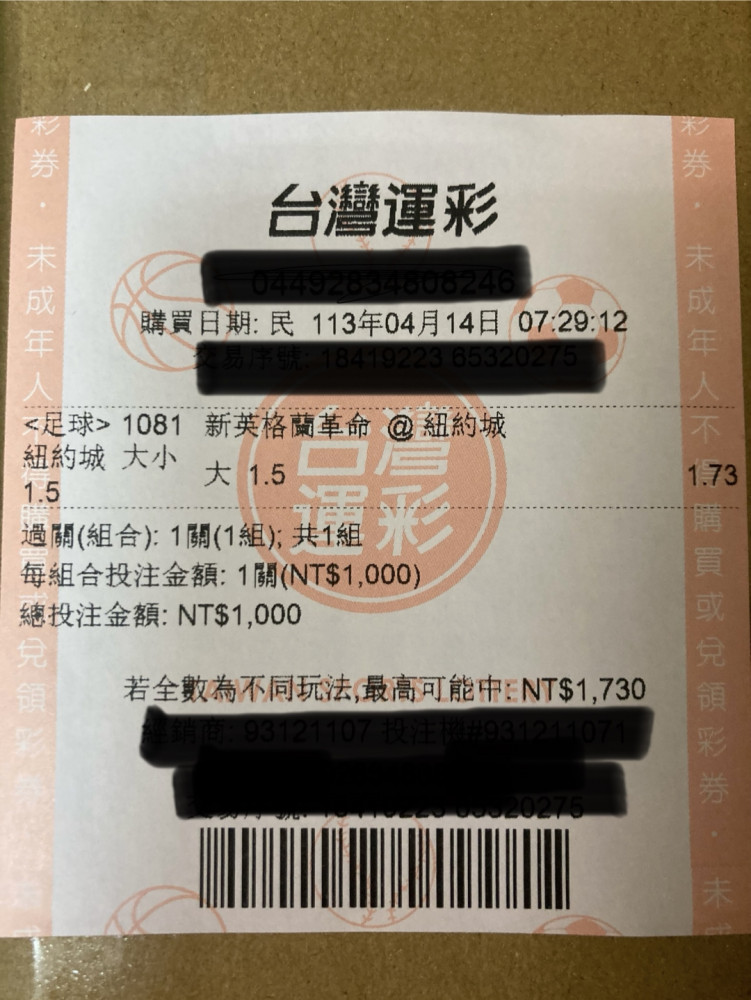 台灣運彩
購買日期: 民 113年04月14日 07:29:12
<足球> 1081 新英格蘭革命 @ 紐約城
紐約城 大小
1.5
大 1.5
1.73
過關(組合): 1關(1組); 共1組
每組合投注金額: 1關(NT$1,000)
總投注金額: NT$1,000
若全數為不同玩法,最高可能中: NT$1,730
台灣
運彩
彩券・未成年人不得購買或兌領彩券
彩券・未成年人不得購買或兌領彩券・未成